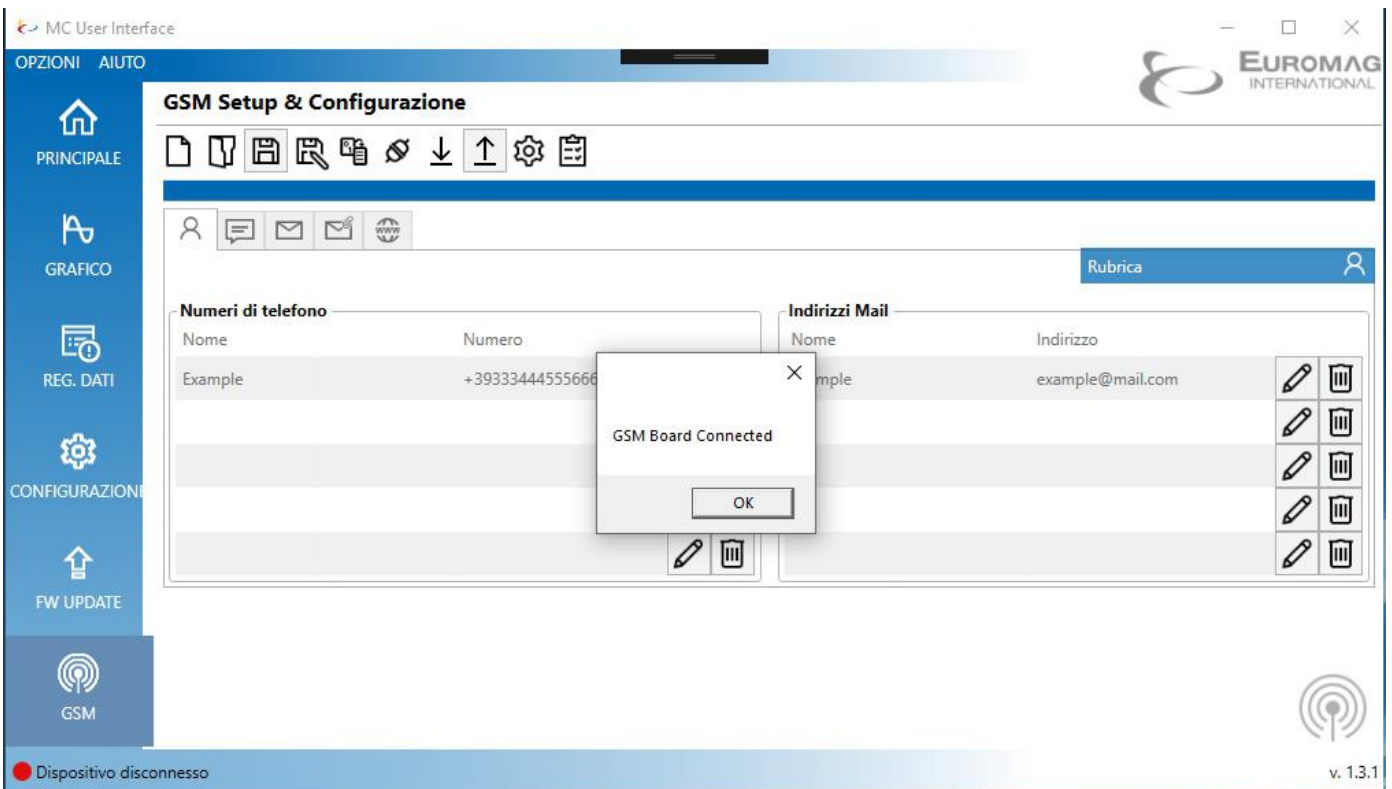 MC User Interface
OPZIONI AIUTO
EUROMAG
INTERNATIONAL
GSM Setup & Configurazione
PRINCIPALE
GRAFICO
REG. DATI
CONFIGURAZIONE
FW UPDATE
GSM
www
Rubrica
Numeri di telefono
Nome Numero
Example +39333444555666
Indirizzi Mail
Nome Indirizzo
mple example@mail.com
GSM Board Connected
OK
Dispositivo disconnesso
v. 1.3.1